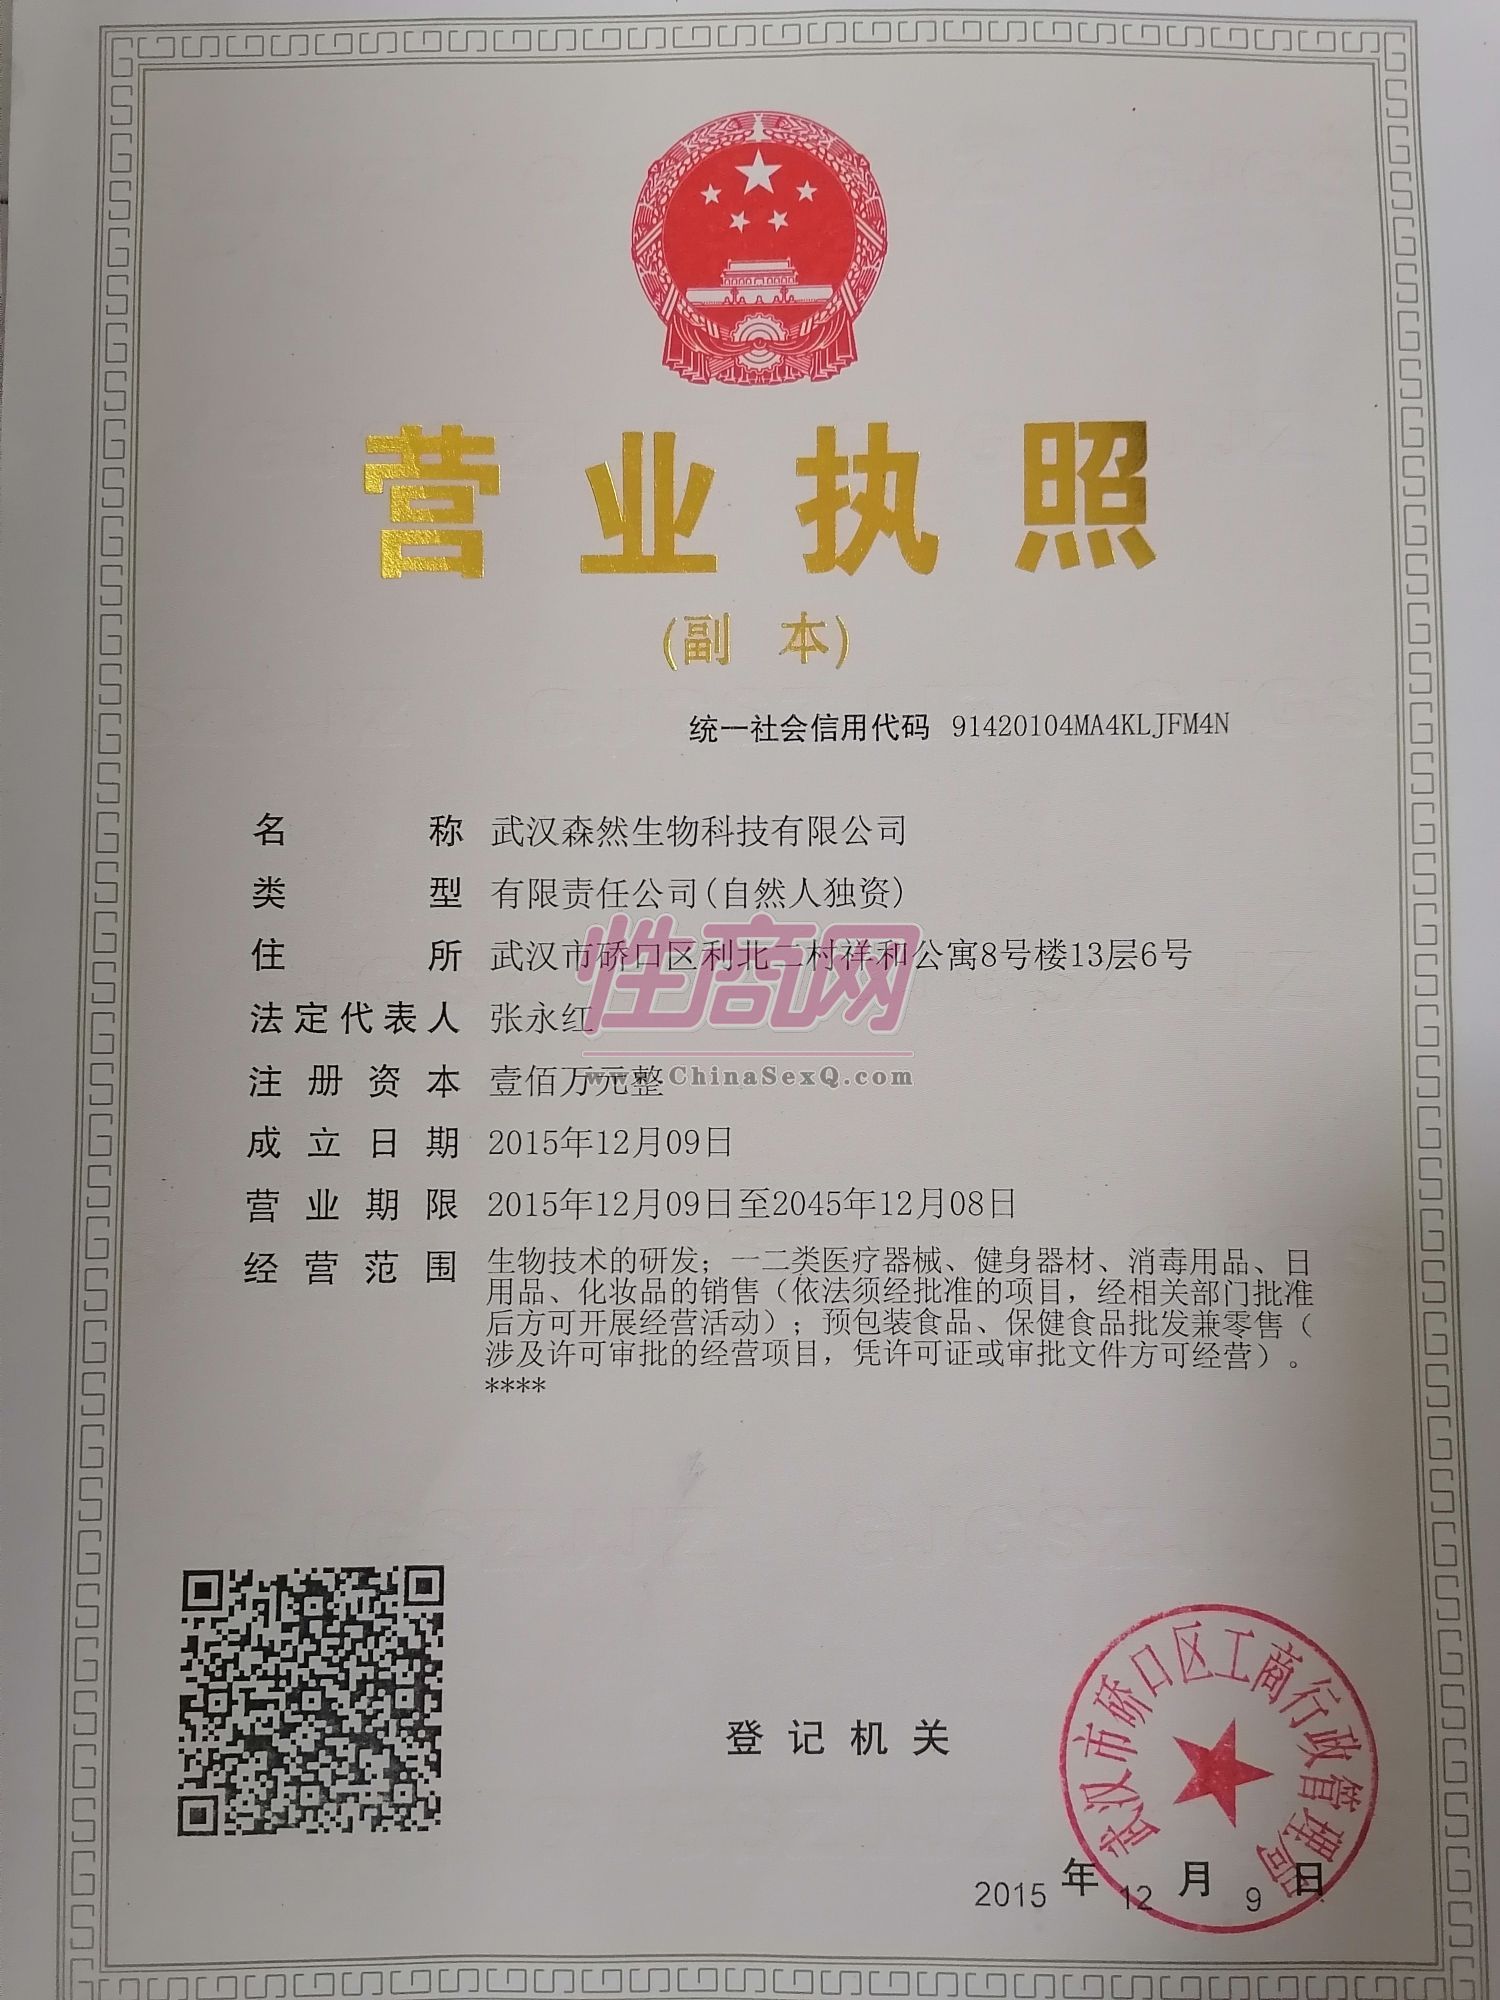 营业执照
(副 本)
统一社会信用代码 91420104MA4KLJFM4N
名称 武汉森然生物科技有限公司
类型 有限责任公司(自然人独资)
住所 武汉市硚口区利北二村祥和公寓8号楼13层6号
法定代表人 张永红
性商网
注册资本 壹佰万元整
www.ChinaSexQ.com
成立日期 2015年12月09日
营业期限 2015年12月09日至2045年12月08日
经营范围 生物技术的研发；一二类医疗器械、健身器材、消毒用品、日
用品、化妆品的销售（依法须经批准的项目，经相关部门批准
后方可开展经营活动）；预包装食品、保健食品批发兼零售（
涉及许可审批的经营项目，凭许可证或审批文件方可经营）。
****
登记机关
武汉市硚口区工商行政管理局
2015 年 12 月 9 日